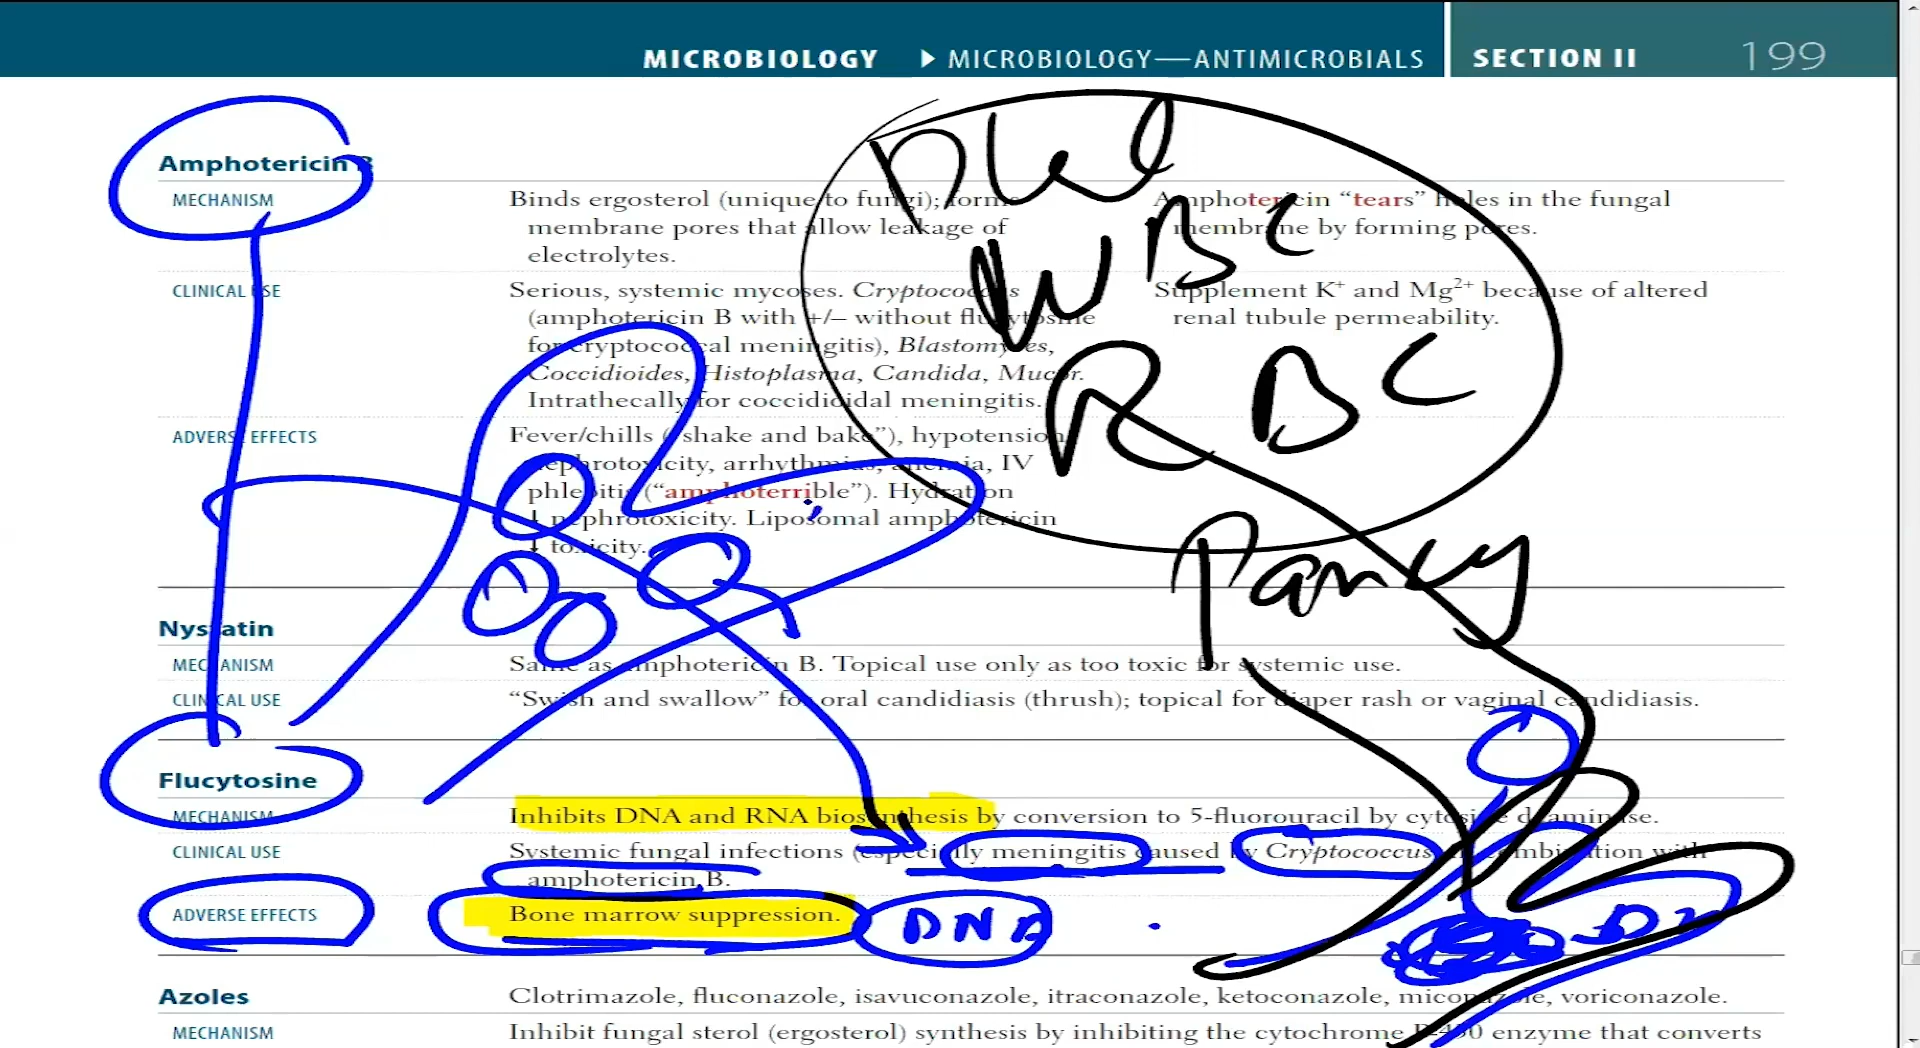 MICROBIOLOGY ▶ MICROBIOLOGY—ANTIMICROBIALS SECTION II 199
Amphotericin B
MECHANISM
Binds ergosterol (unique to fungi); forms
membrane pores that allow leakage of
electrolytes.
Amphotericin “tears” holes in the fungal
membrane by forming pores.
CLINICAL USE
Serious, systemic mycoses. Cryptococcus
(amphotericin B with +/– without flucytosine
for cryptococcal meningitis), Blastomyces,
Coccidioides, Histoplasma, Candida, Mucor.
Intrathecally for coccidioidal meningitis.
Supplement K+ and Mg2+ because of altered
renal tubule permeability.
ADVERSE EFFECTS
Fever/chills (“shake and bake”), hypotension,
nephrotoxicity, arrhythmias, anemia, IV
phlebitis (“amphoterrible”). Hydration
↓ nephrotoxicity. Liposomal amphotericin
↓ toxicity.
WBC
RBC
Nystatin
MECHANISM
Same as amphotericin B. Topical use only as too toxic for systemic use.
CLINICAL USE
“Swish and swallow” for oral candidiasis (thrush); topical for diaper rash or vaginal candidiasis.
Flucytosine
MECHANISM
Inhibits DNA and RNA biosynthesis by conversion to 5-fluorouracil by cytosine deaminase.
CLINICAL USE
Systemic fungal infections (especially meningitis caused by Cryptococcus) in combination with
amphotericin B.
ADVERSE EFFECTS
Bone marrow suppression.
DNA
Azoles
Clotrimazole, fluconazole, isavuconazole, itraconazole, ketoconazole, miconazole, voriconazole.
MECHANISM
Inhibit fungal sterol (ergosterol) synthesis by inhibiting the cytochrome P-450 enzyme that converts